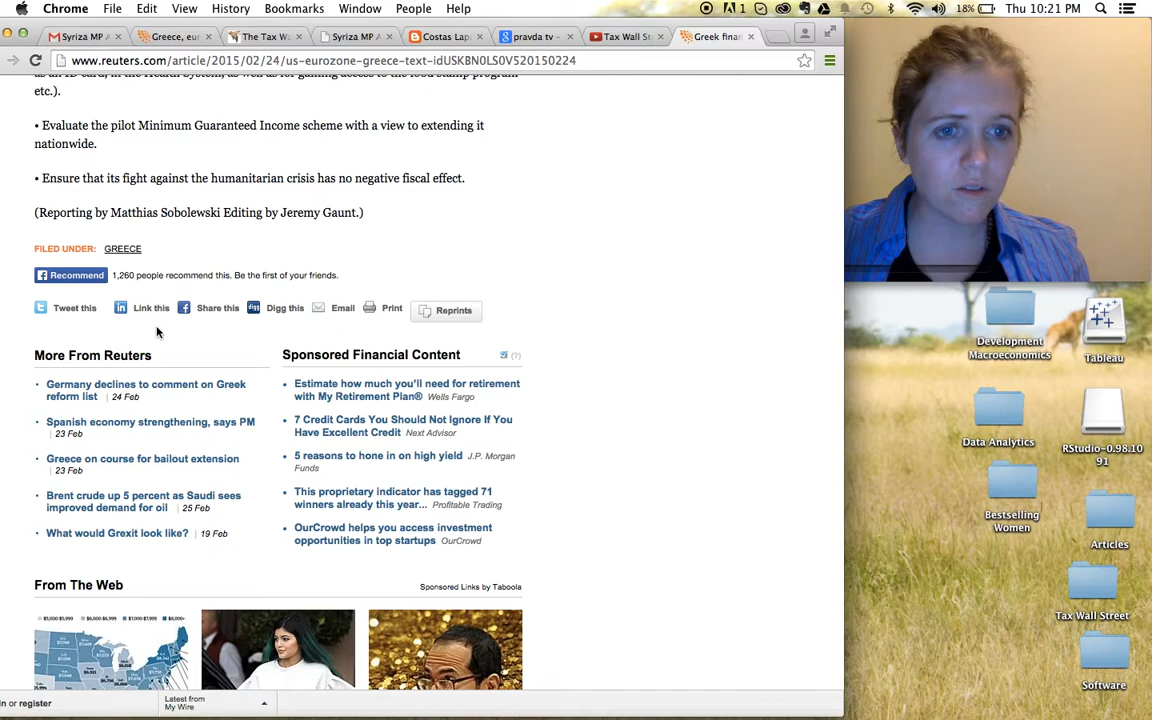 Chrome File Edit View History Bookmarks Window People Help 1 18% Thu 10:21 PM
Syriza MP A × Greece, eur × The Tax Wa × Syriza MP A × Costas Lapa × pravda tv – × Tax Wall St × Greek finan ×
www.reuters.com/article/2015/02/24/us-eurozone-greece-text-idUSKBN0LS0V520150224
as an ID card, in the Health System, as well as for gaining access to the food stamp program
etc.).
• Evaluate the pilot Minimum Guaranteed Income scheme with a view to extending it
nationwide.
• Ensure that its fight against the humanitarian crisis has no negative fiscal effect.
(Reporting by Matthias Sobolewski Editing by Jeremy Gaunt.)
FILED UNDER: GREECE
Recommend 1,260 people recommend this. Be the first of your friends.
Tweet this Link this Share this Digg this Email Print Reprints
More From Reuters
Germany declines to comment on Greek
reform list | 24 Feb
Spanish economy strengthening, says PM
| 23 Feb
Greece on course for bailout extension
| 23 Feb
Brent crude up 5 percent as Saudi sees
improved demand for oil | 25 Feb
What would Grexit look like? | 19 Feb
Sponsored Financial Content (?)
Estimate how much you'll need for retirement
with My Retirement Plan® Wells Fargo
7 Credit Cards You Should Not Ignore If You
Have Excellent Credit Next Advisor
5 reasons to hone in on high yield J.P. Morgan
Funds
This proprietary indicator has tagged 71
winners already this year... Profitable Trading
OurCrowd helps you access investment
opportunities in top startups OurCrowd
From The Web
Sponsored Links by Taboola
in or register
Latest from
My Wire
Development
Macroeconomics
Tableau
Data Analytics
RStudio-0.98.10
91
Bestselling
Women
Articles
Tax Wall Street
Software